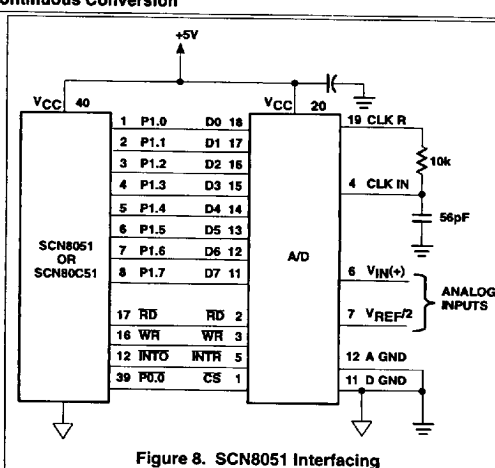 ontinuous Conversion
+5V
VCC 40
VCC 20
1 P1.0 D0 18
2 P1.1 D1 17
3 P1.2 D2 16
4 P1.3 D3 15
5 P1.4 D4 14
6 P1.5 D5 13
7 P1.6 D6 12
8 P1.7 D7 11
17 RD RD 2
16 WR WR 3
12 INTO INTR 5
39 P0.0 CS 1
SCN8051
OR
SCN80C51
A/D
19 CLK R
10k
4 CLK IN
56pF
6 VIN(+)
7 VREF/2
ANALOG
INPUTS
12 A GND
11 D GND
Figure 8. SCN8051 Interfacing